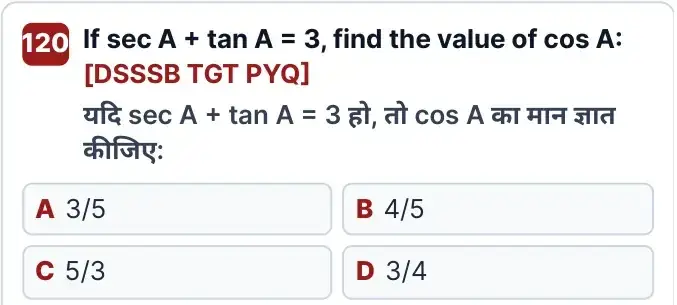 120 If sec A + tan A = 3, find the value of cos A:
[DSSSB TGT PYQ]
यदि sec A + tan A = 3 हो, तो cos A का मान ज्ञात
कीजिए:
A 3/5
B 4/5
C 5/3
D 3/4